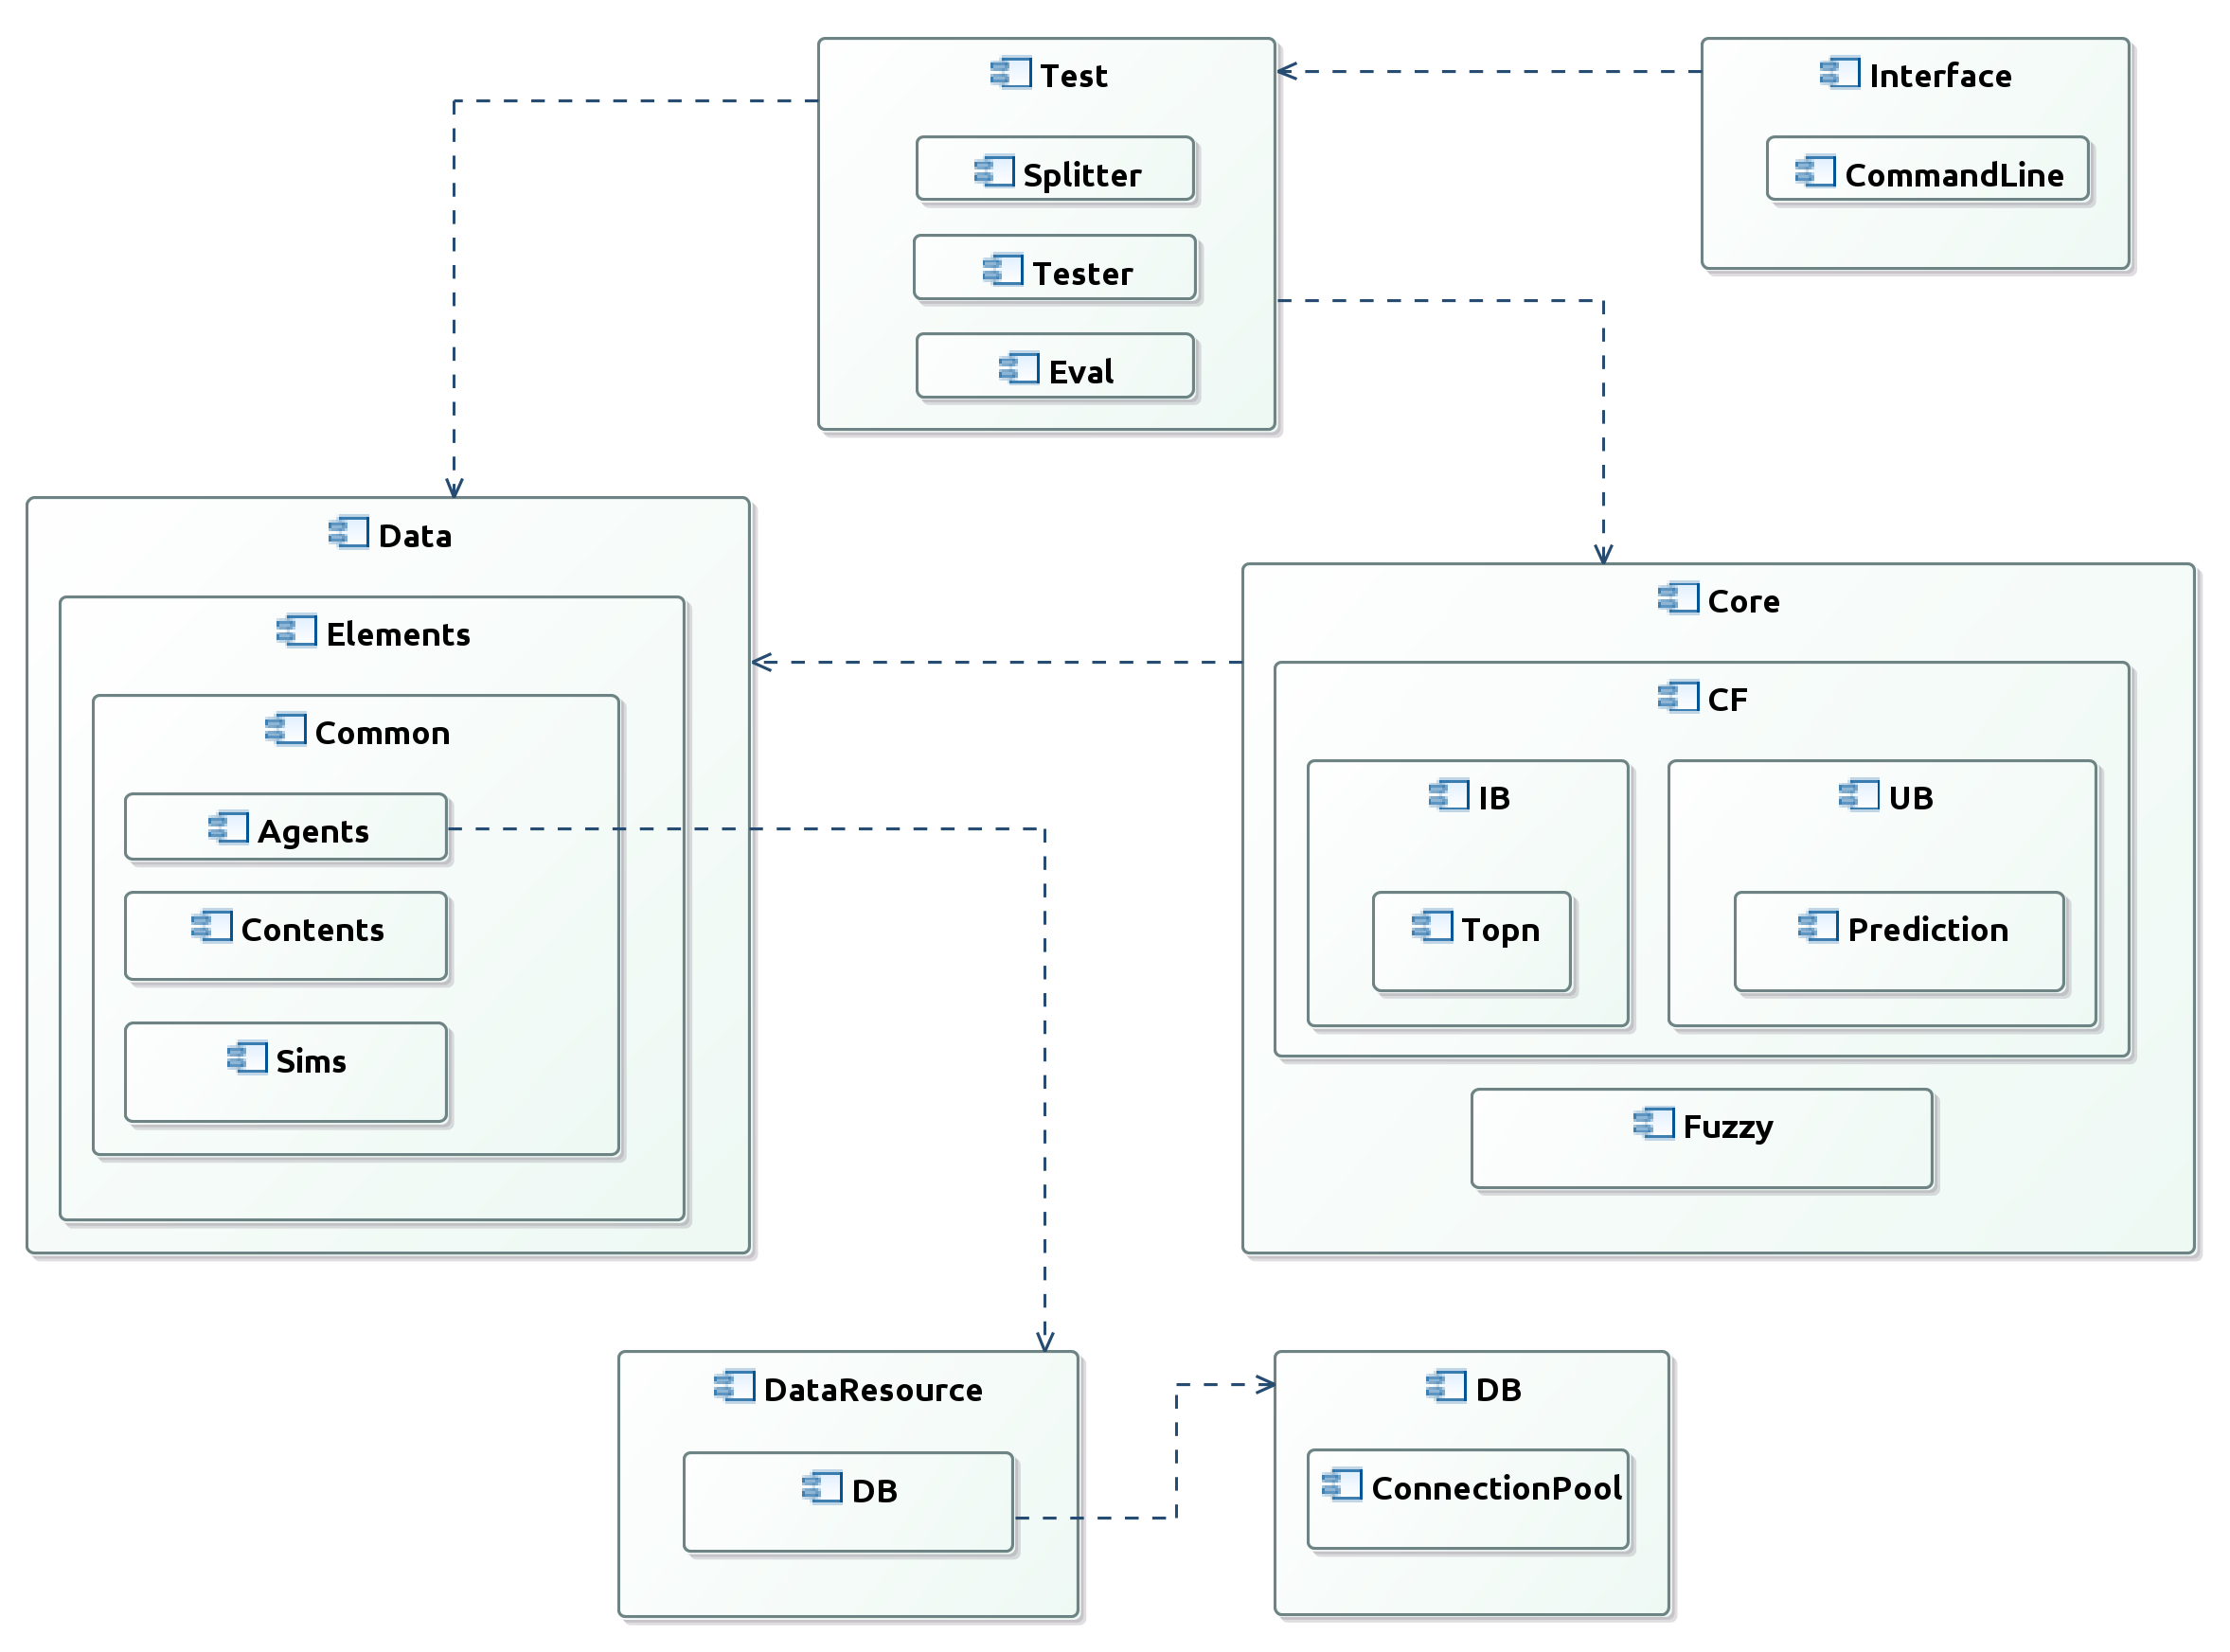 Test
Splitter
Tester
Eval
Interface
CommandLine
Data
Elements
Common
Agents
Contents
Sims
Core
CF
IB
Topn
UB
Prediction
Fuzzy
DataResource
DB
DB
ConnectionPool